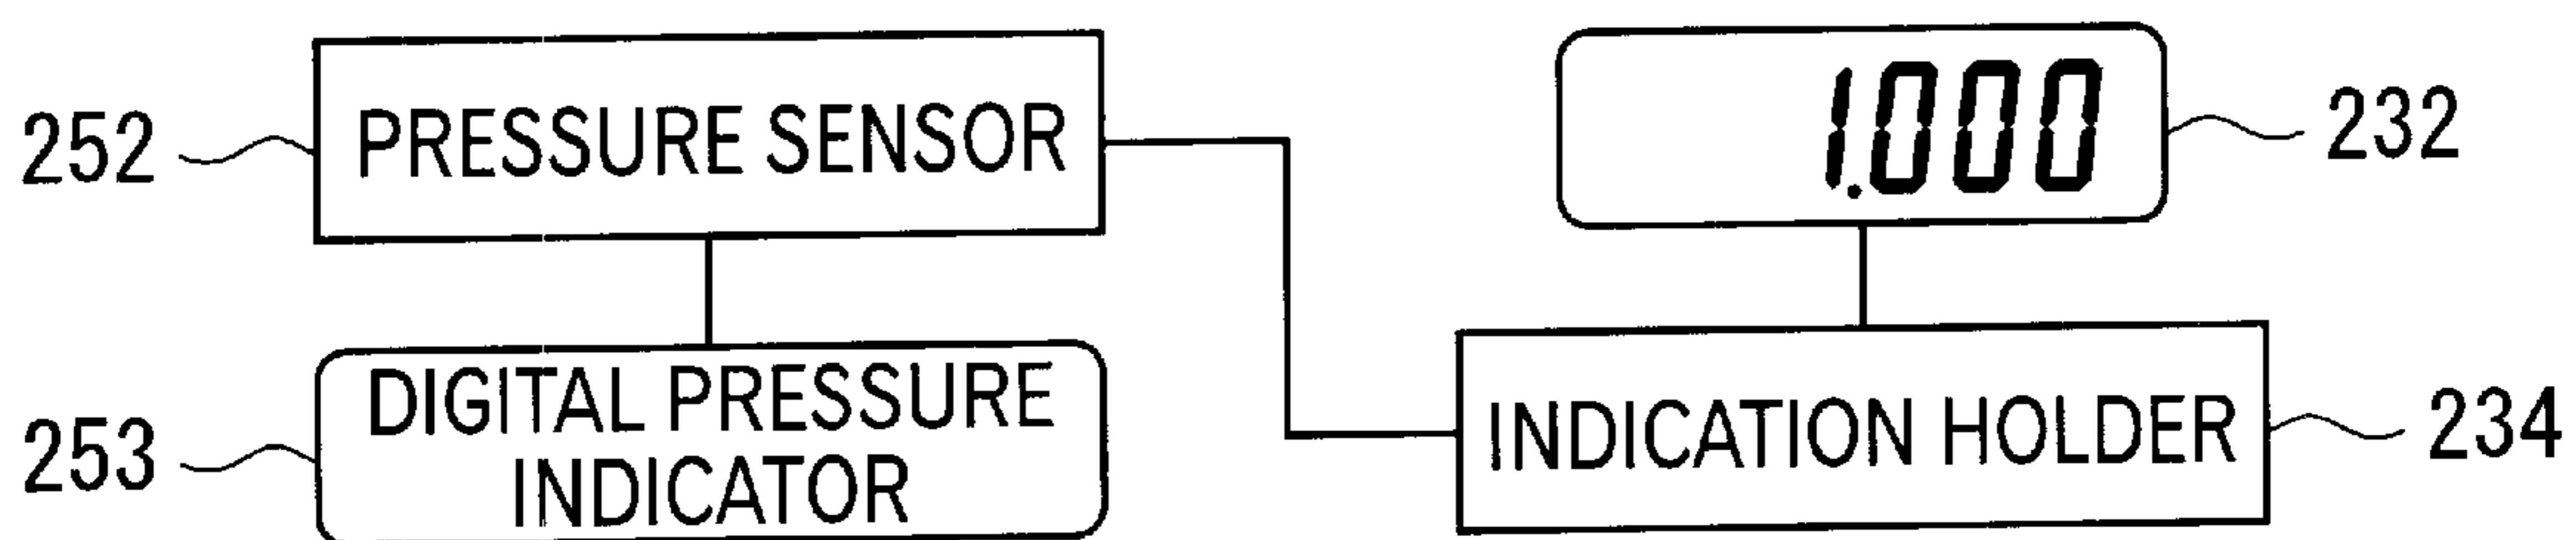 252
PRESSURE SENSOR
1.000
232
253
DIGITAL PRESSURE
INDICATOR
INDICATION HOLDER
234